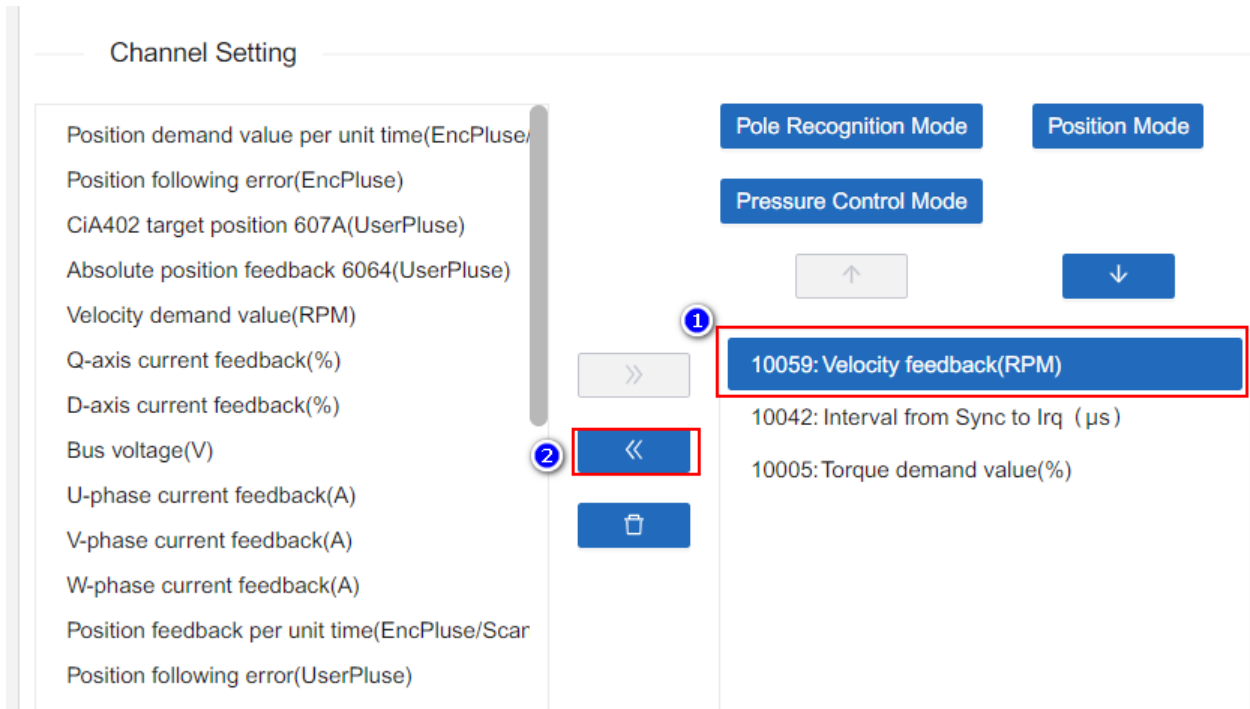 Channel Setting
Position demand value per unit time(EncPluse/
Position following error(EncPluse)
CiA402 target position 607A(UserPluse)
Absolute position feedback 6064(UserPluse)
Velocity demand value(RPM)
Q-axis current feedback(%)
D-axis current feedback(%)
Bus voltage(V)
U-phase current feedback(A)
V-phase current feedback(A)
W-phase current feedback(A)
Position feedback per unit time(EncPluse/Scan
Position following error(UserPluse)
2
Pole Recognition Mode
Position Mode
Pressure Control Mode
1
10059: Velocity feedback(RPM)
10042: Interval from Sync to Irq（μs）
10005: Torque demand value(%)